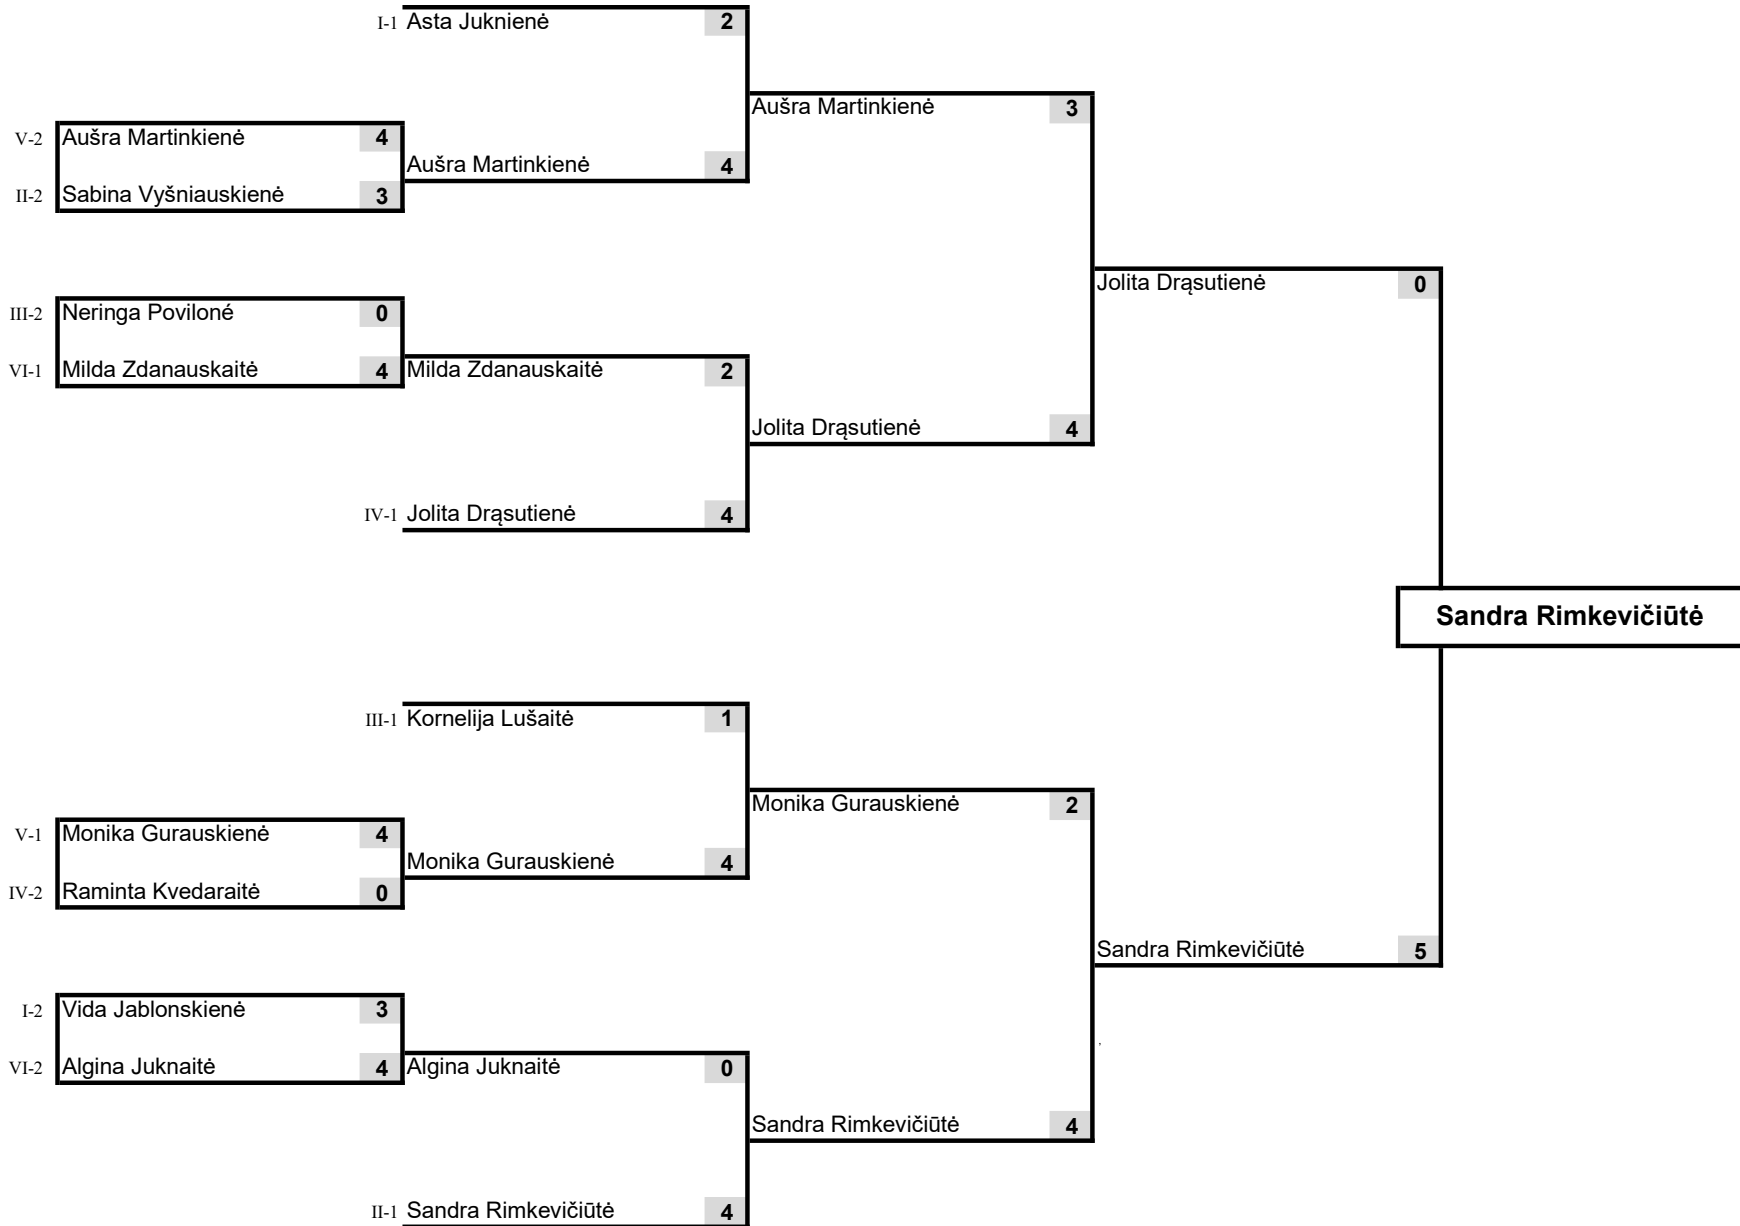 I-1 Asta Juknienė 2
Aušra Martinkienė 3
V-2 Aušra Martinkienė 4
Aušra Martinkienė 4
II-2 Sabina Vyšniauskienė 3
Jolita Drąsutienė 0
III-2 Neringa Poviloné 0
VI-1 Milda Zdanauskaitė 4 Milda Zdanauskaitė 2
Jolita Drąsutienė 4
IV-1 Jolita Drąsutienė 4
Sandra Rimkevičiūtė
III-1 Kornelija Lušaitė 1
Monika Gurauskienė 2
V-1 Monika Gurauskienė 4
Monika Gurauskienė 4
IV-2 Raminta Kvedaraitė 0
Sandra Rimkevičiūtė 5
I-2 Vida Jablonskienė 3
VI-2 Algina Juknaitė 4 Algina Juknaitė 0
Sandra Rimkevičiūtė 4
II-1 Sandra Rimkevičiūtė 4